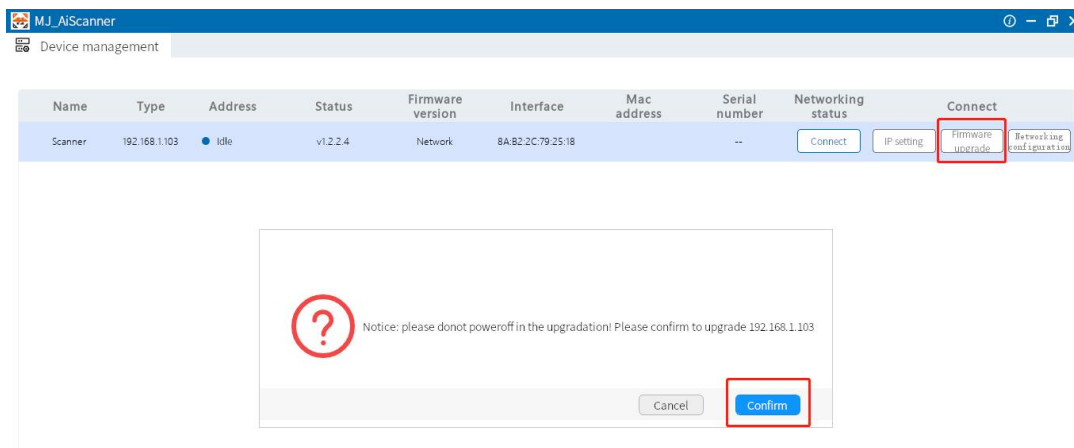 MJ_AiScanner
Device management
Name Type Address Status Firmware version Interface Mac address Serial number Networking status Connect
Scanner 192.168.1.103 Idle v1.2.2.4 Network 8A:B2:2C:79:25:18 -- Connect IP setting Firmware upgrade Networking configuration
Notice: please donot poweroff in the upgradation! Please confirm to upgrade 192.168.1.103
Cancel Confirm